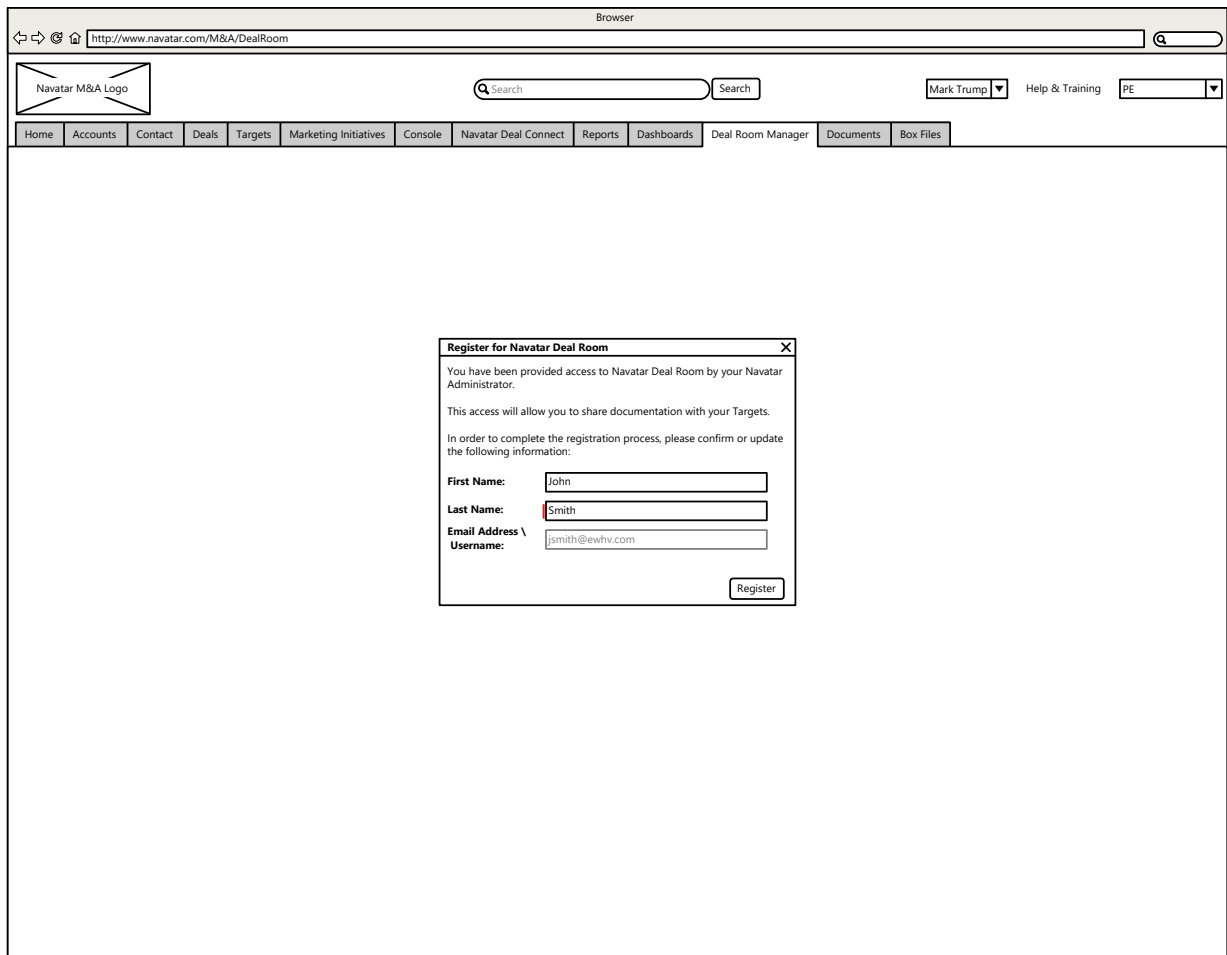 Browser
http://www.navatar.com/M&A/DealRoom
Navatar M&A Logo
Search
Search
Mark Trump
Help & Training
PE
Home
Accounts
Contact
Deals
Targets
Marketing Initiatives
Console
Navatar Deal Connect
Reports
Dashboards
Deal Room Manager
Documents
Box Files
Register for Navatar Deal Room
You have been provided access to Navatar Deal Room by your Navatar
Administrator.
This access will allow you to share documentation with your Targets.
In order to complete the registration process, please confirm or update
the following information:
First Name:
John
Last Name:
Smith
Email Address \
Username:
jsmith@ewhv.com
Register